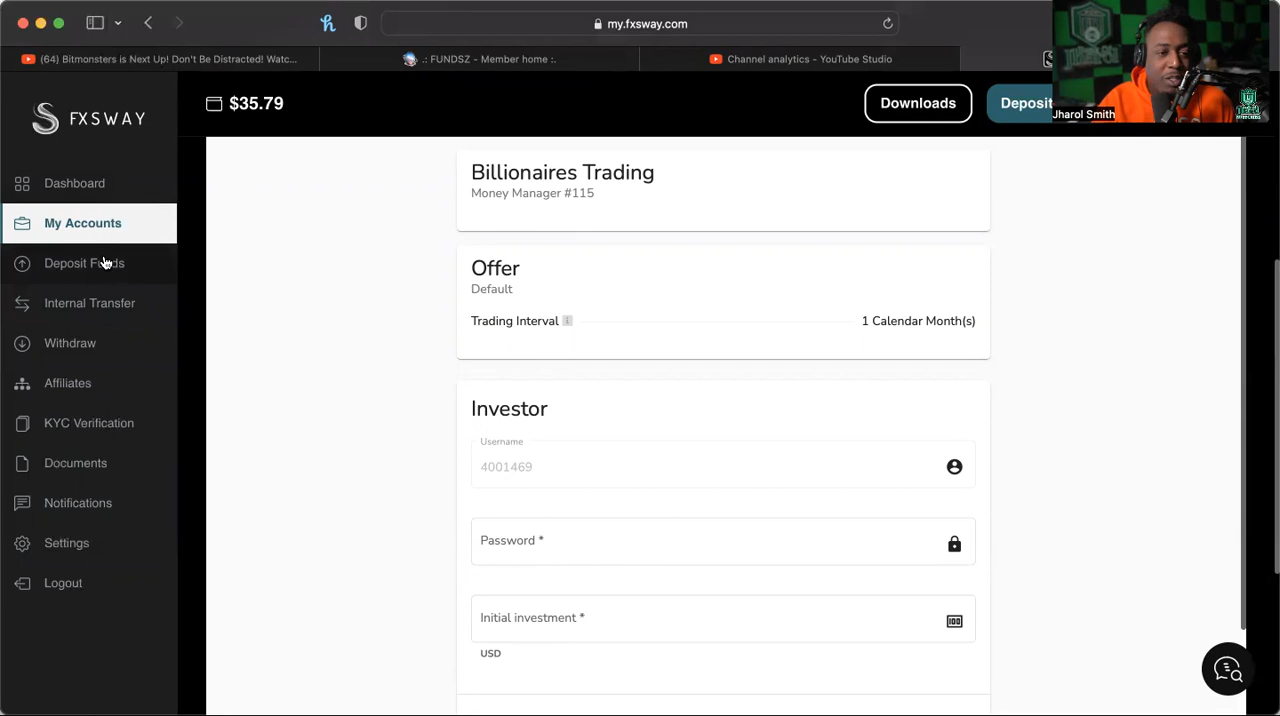 my.fxsway.com
(64) Bitmonsters is Next Up! Don't Be Distracted! Watc...
.: FUNDSZ - Member home :.
Channel analytics - YouTube Studio
FXSWAY
$35.79
Downloads
Deposit
Jharol Smith
Dashboard
My Accounts
Deposit Funds
Internal Transfer
Withdraw
Affiliates
KYC Verification
Documents
Notifications
Settings
Logout
Billionaires Trading
Money Manager #115
Offer
Default
Trading Interval
1 Calendar Month(s)
Investor
Username
4001469
Password *
Initial investment *
USD